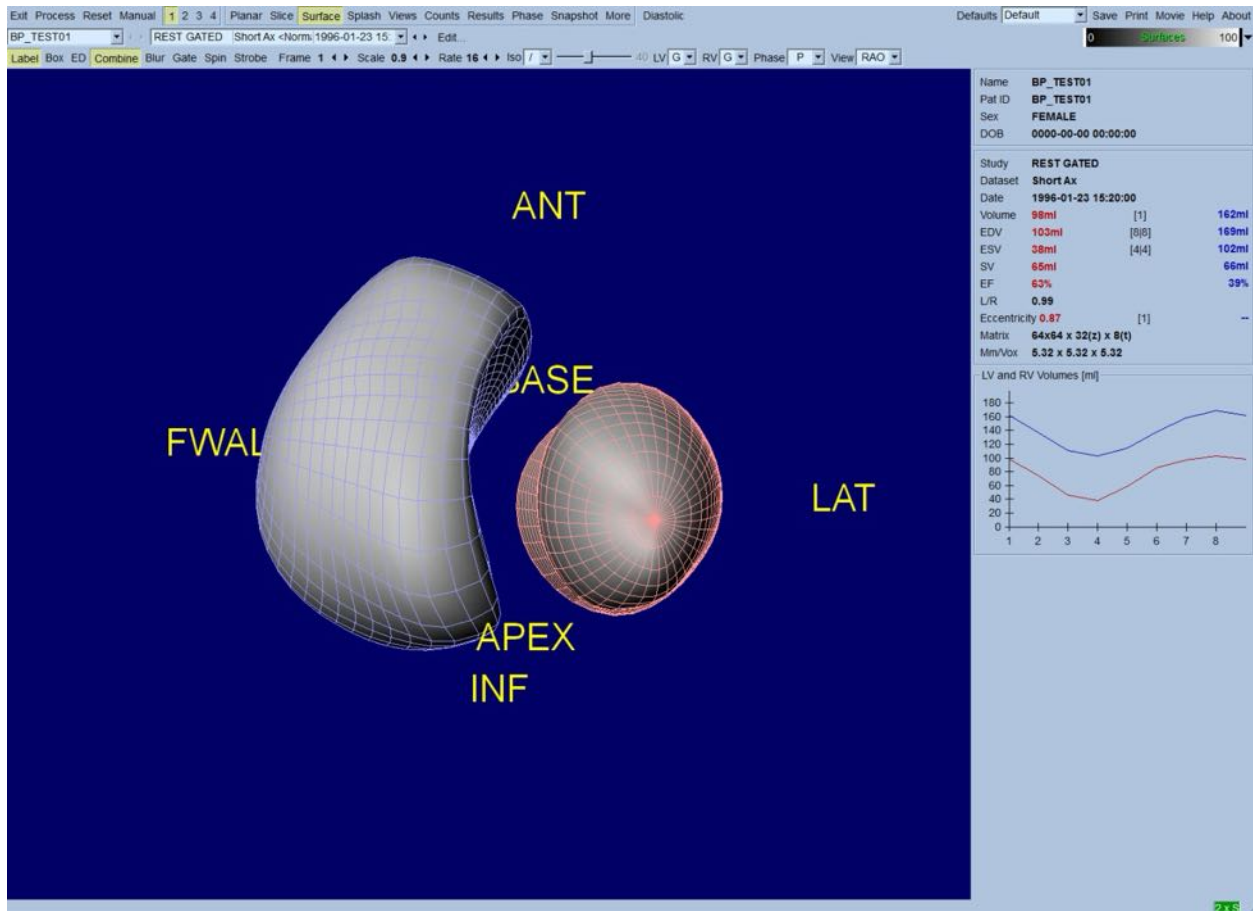 Exit Process Reset Manual 1 2 3 4 Planar Slice Surface Splash Views Counts Results Phase Snapshot More Diastolic Defaults Default Save Print Movie Help About
BP_TEST01 REST GATED Short Ax <Norm: 1996-01-23 15: Edit... 0 Surfaces 100
Label Box ED Combine Blur Gate Spin Strobe Frame 1 Scale 0.9 Rate 16 Iso / 40 LV G RV G Phase P View RAO
ANT
BASE
FWAL
LAT
APEX
INF
Name BP_TEST01
Pat ID BP_TEST01
Sex FEMALE
DOB 0000-00-00 00:00:00
Study REST GATED
Dataset Short Ax
Date 1996-01-23 15:20:00
Volume 98ml [1] 162ml
EDV 103ml [8|8] 169ml
ESV 38ml [4|4] 102ml
SV 65ml 66ml
EF 63% 39%
L/R 0.99
Eccentricity 0.87 [1] --
Matrix 64x64 x 32(z) x 8(t)
Mm/Vox 5.32 x 5.32 x 5.32
LV and RV Volumes [ml]
180
160
140
120
100
80
60
40
20
0
1 2 3 4 5 6 7 8
2 x S